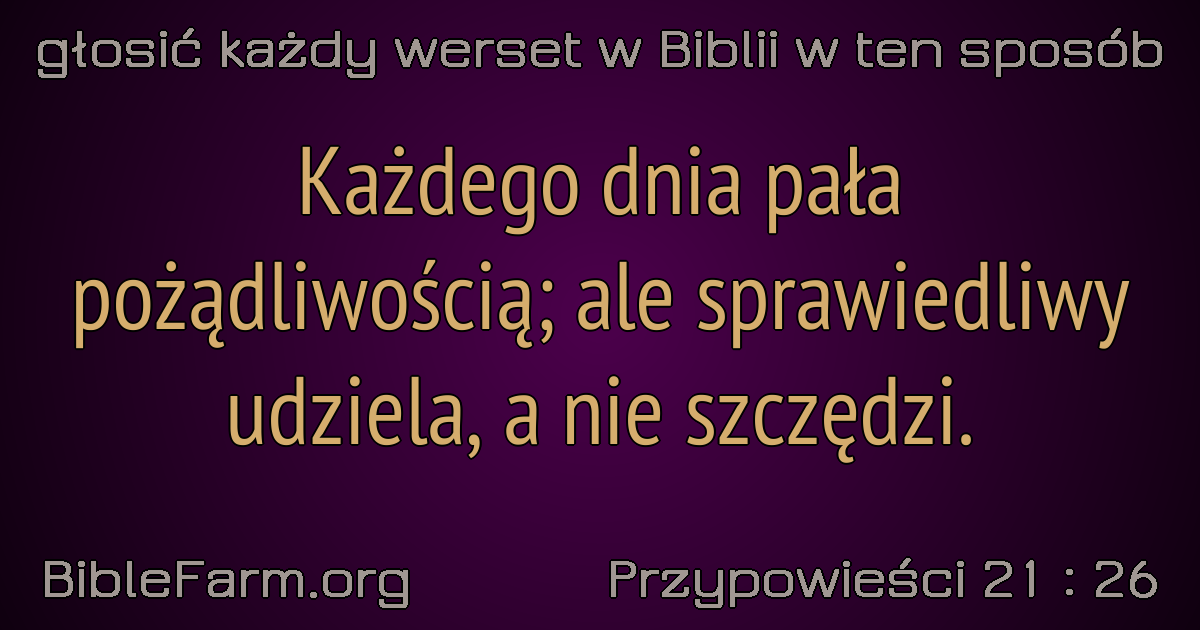 głosić każdy werset w Biblii w ten sposób
Każdego dnia pała
pożądliwością; ale sprawiedliwy
udziela, a nie szczędzi.
BibleFarm.org
Przypowieści 21 : 26